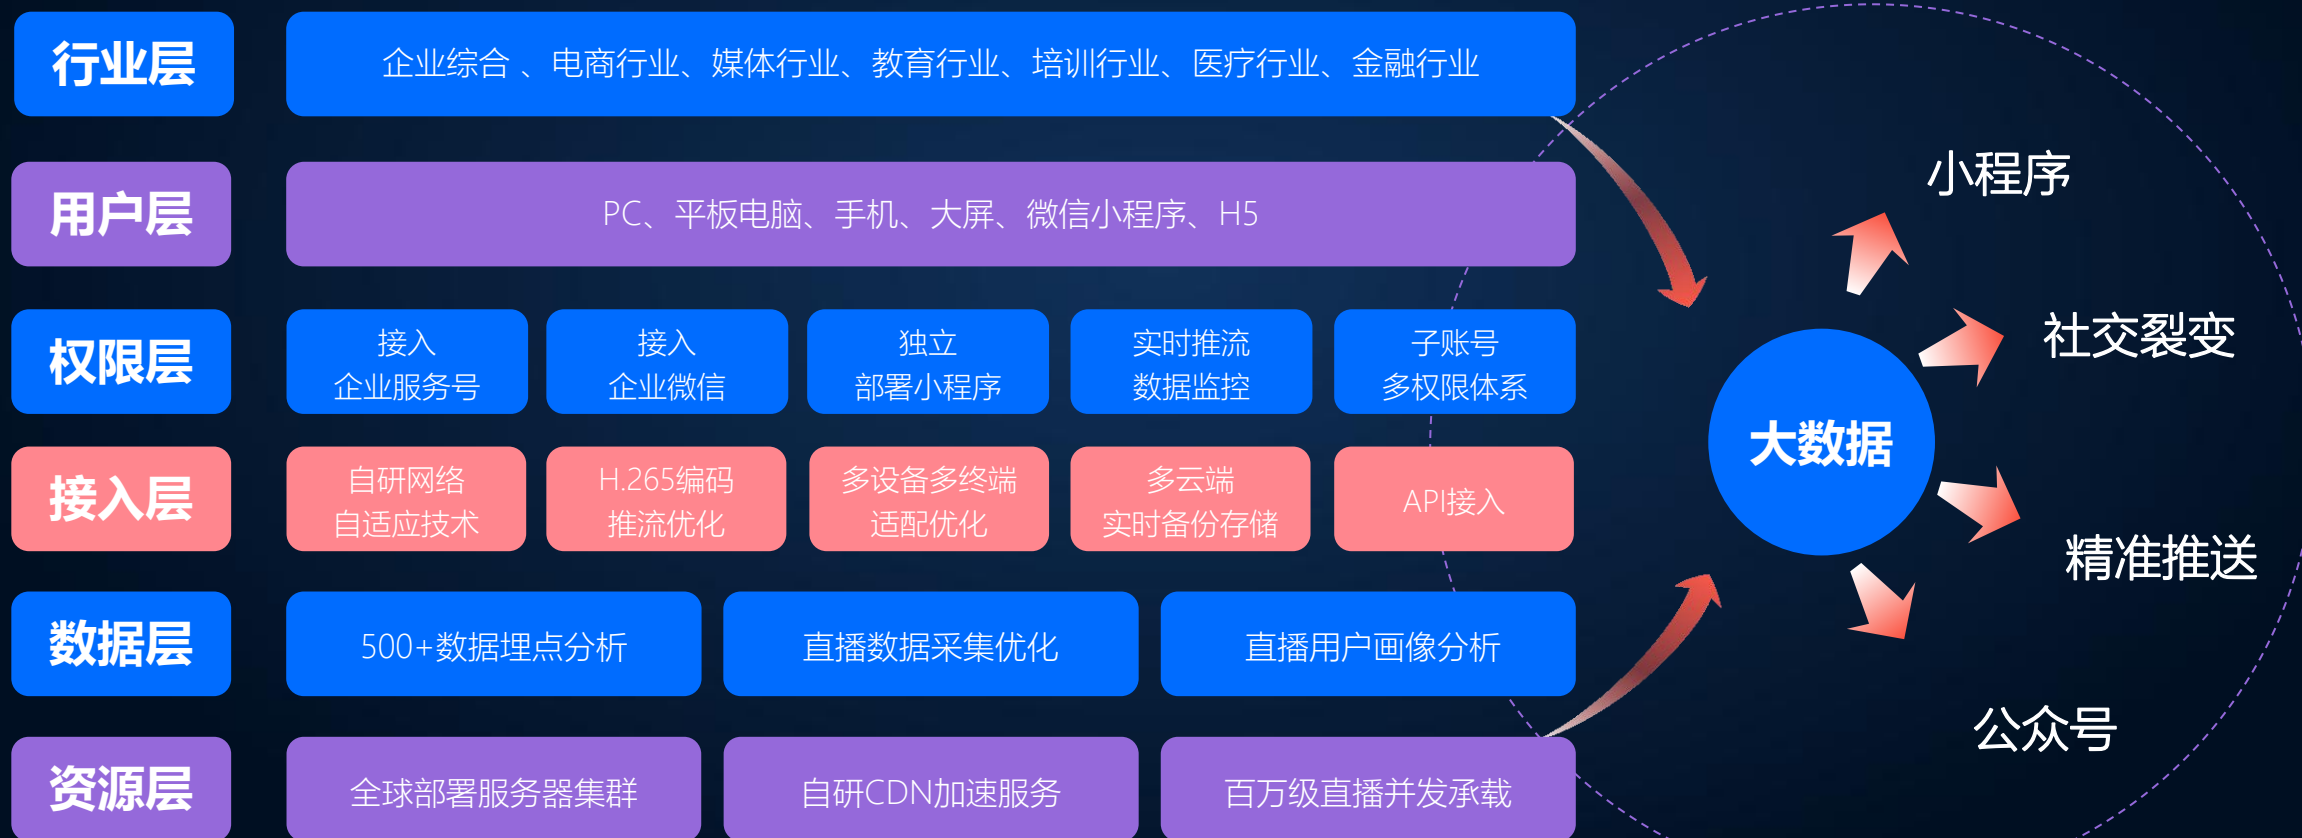 行业层
企业综合 、电商行业、媒体行业、教育行业、培训行业、医疗行业、金融行业
用户层
PC、平板电脑、手机、大屏、微信小程序、H5
权限层
接入
企业服务号
接入
企业微信
独立
部署小程序
实时推流
数据监控
子账号
多权限体系
接入层
自研网络
自适应技术
H.265编码
推流优化
多设备多终端
适配优化
多云端
实时备份存储
API接入
数据层
500+数据埋点分析
直播数据采集优化
直播用户画像分析
资源层
全球部署服务器集群
自研CDN加速服务
百万级直播并发承载
大数据
小程序
社交裂变
精准推送
公众号